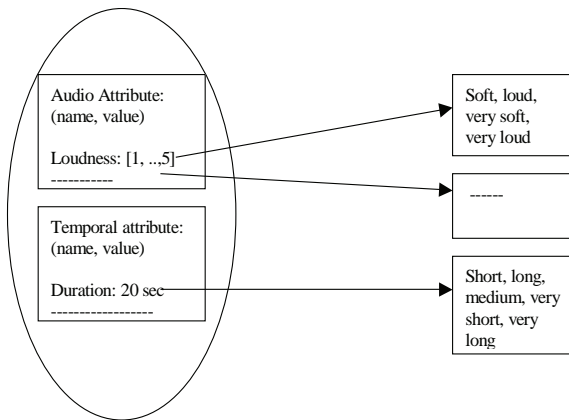 Audio Attribute:
(name, value)
Loudness: [1, ..,5]
-----------
Temporal attribute:
(name, value)
Duration: 20 sec
------------------
Soft, loud,
very soft,
very loud
------
Short, long,
medium, very
short, very
long